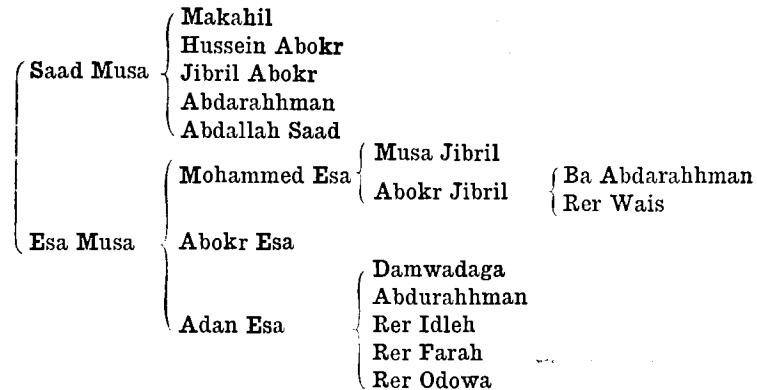 Makahil
Hussein Abokr
Saad Musa Jibril Abokr
Abdarahhman
Abdallah Saad
Musa Jibril
Mohammed Esa
Abokr Jibril Ba Abdarahhman
Rer Wais
Esa Musa Abokr Esa
Damwadaga
Abdurahhman
Adan Esa Rer Idleh
Rer Farah
Rer Odowa